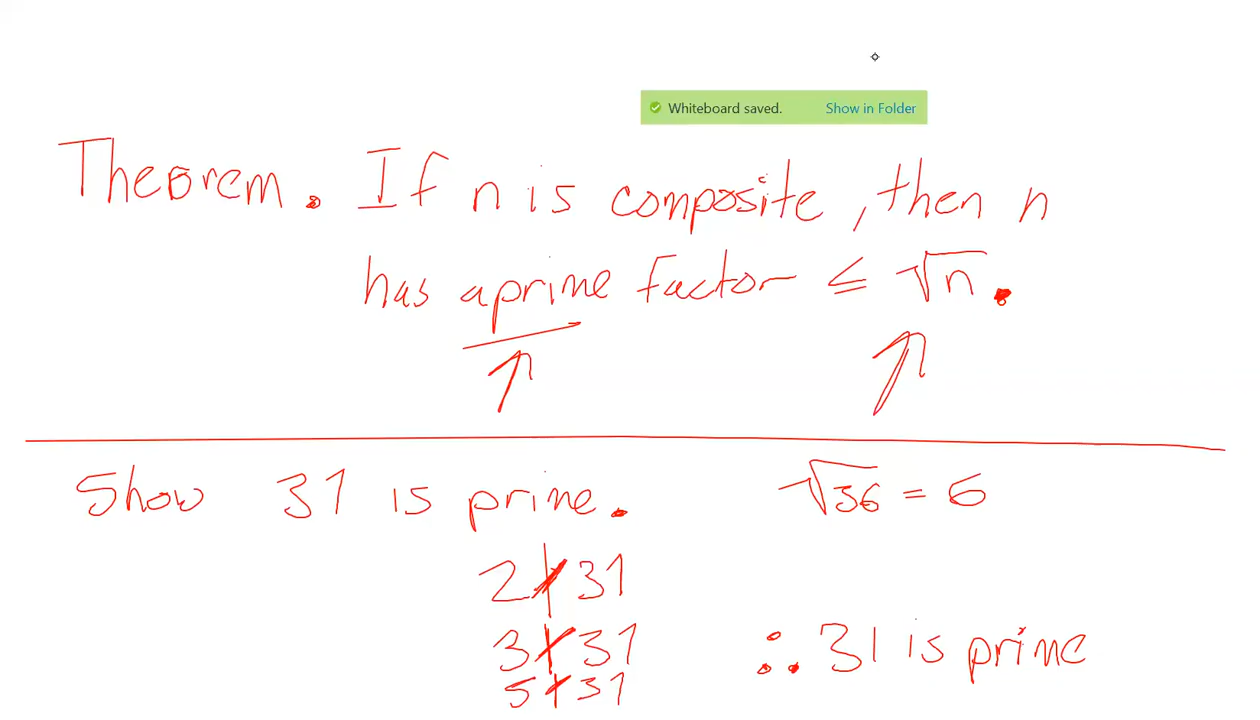 Whiteboard saved. Show in Folder
Theorem. If n is composite, then n
has a prime factor ≤ √n.
Show 31 is prime. √36 = 6
2 ∤ 31
3 ∤ 31
∴ 31 is prime
5 ∤ 31